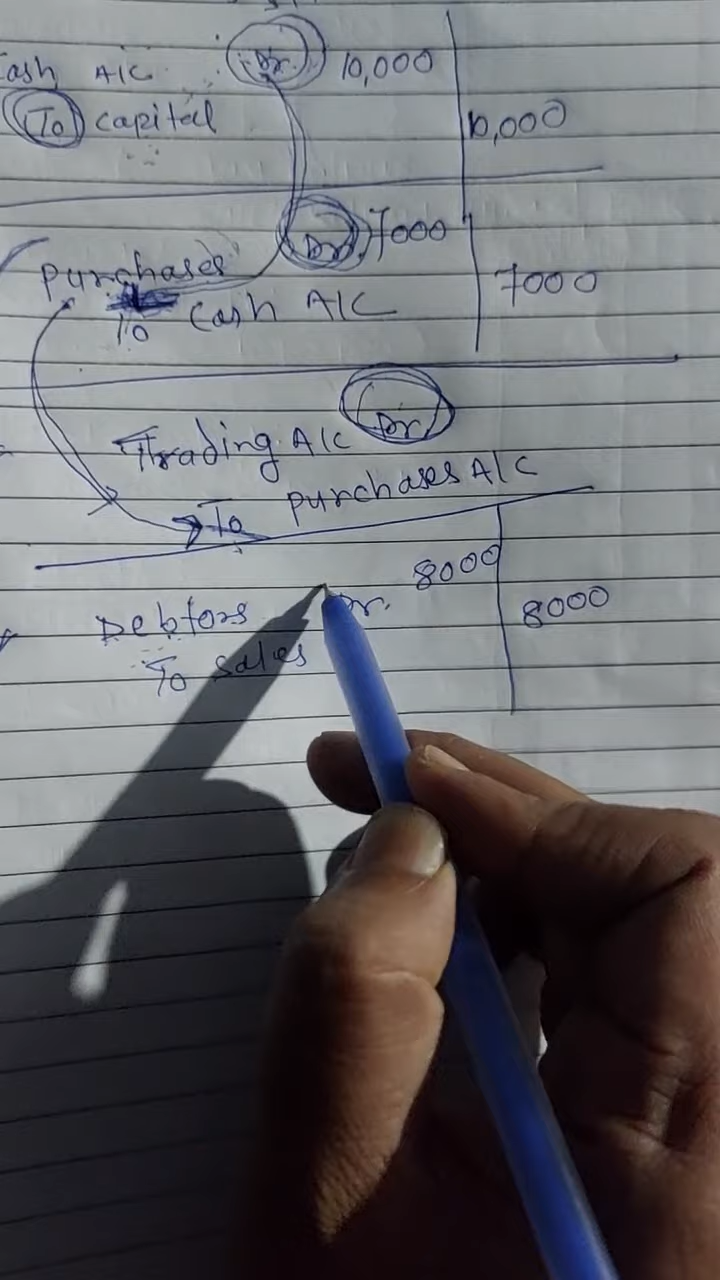 ash A/C Dr. 10,000
To capital 10,000
Purchases Dr. 7000
To Cash A/C 7000
Trading A/C Dr
To purchases A/C
Debtors Dr. 8000
To sales 8000